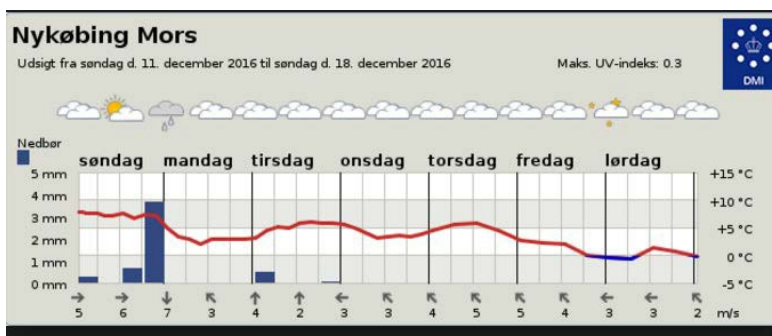 Nykøbing Mors
Udsigt fra søndag d. 11. december 2016 til søndag d. 18. december 2016 Maks. UV-indeks: 0.3
DMI
Nedbør
søndag mandag tirsdag onsdag torsdag fredag lørdag
5 mm +15 °C
4 mm +10 °C
3 mm +5 °C
2 mm
1 mm 0 °C
0 mm -5 °C
5 6 7 3 4 2 3 3 4 5 5 4 3 3 2 m/s